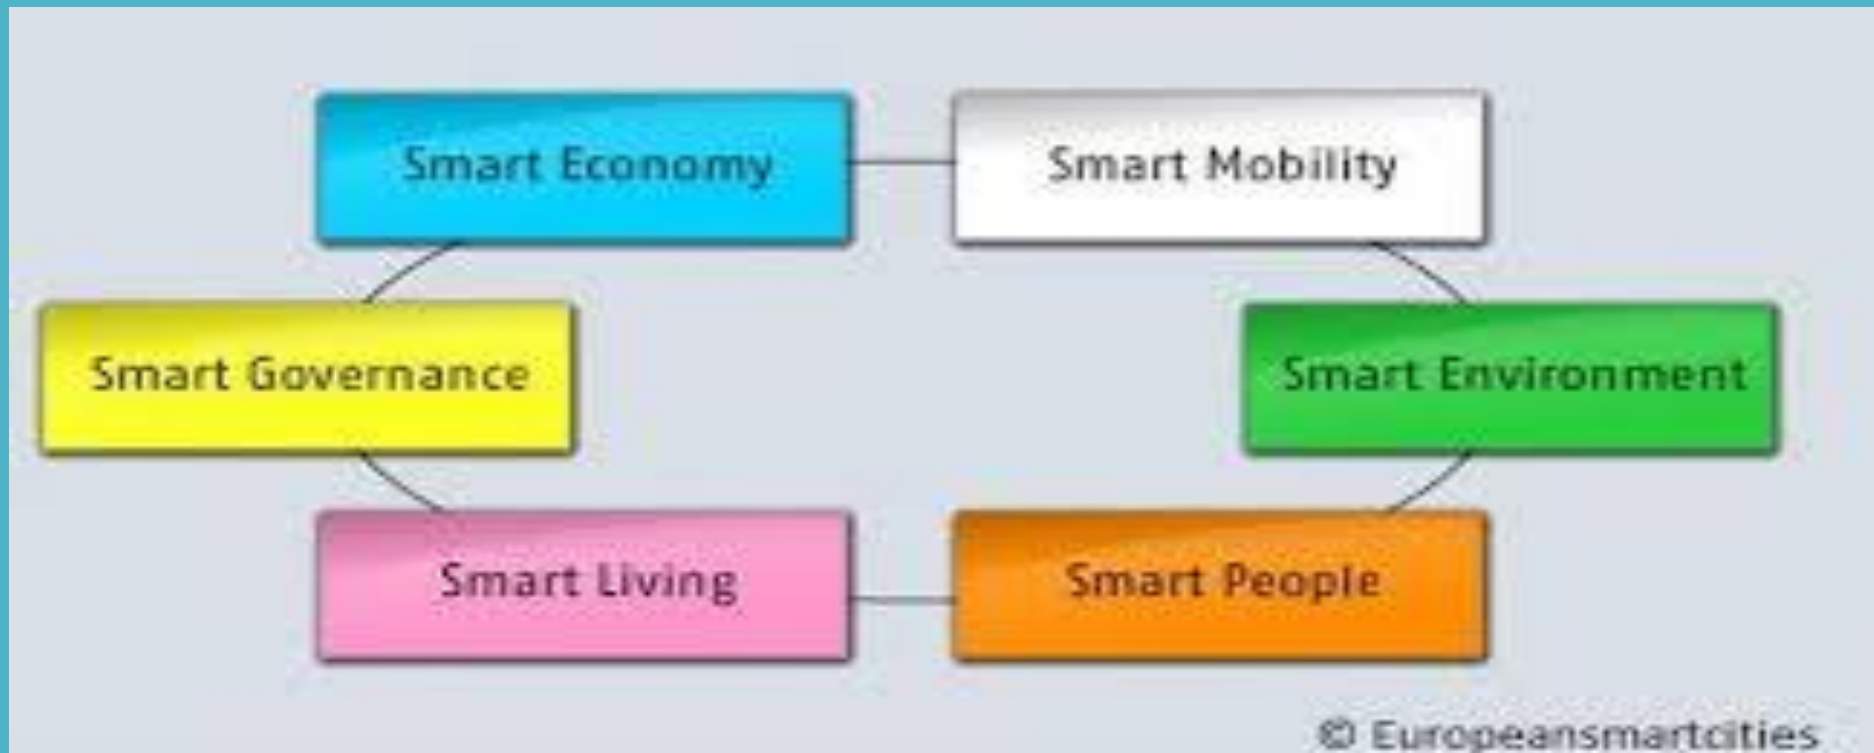 Smart Economy
Smart Mobility
Smart Governance
Smart Environment
Smart Living
Smart People
© Europeansmartcities